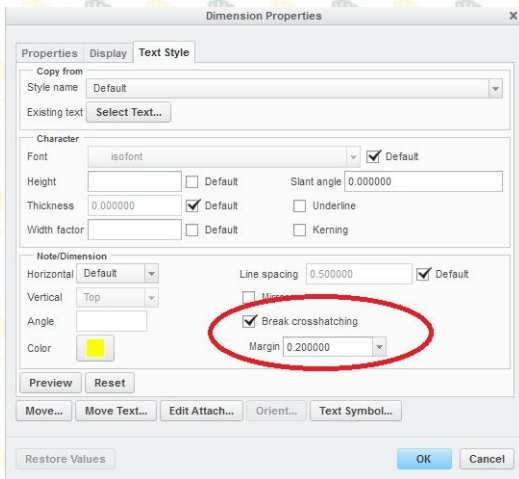 Dimension Properties X
Properties Display Text Style
Copy from
Style name Default
Existing text Select Text...
Character
Font isofont Default
Height Default Slant angle 0.000000
Thickness 0.000000 Default Underline
Width factor Default Kerning
Note/Dimension
Horizontal Default Line spacing 0.500000 Default
Vertical Top
Angle Break crosshatching
Color Margin 0.200000
Preview Reset
Move... Move Text... Edit Attach... Orient... Text Symbol...
Restore Values OK Cancel